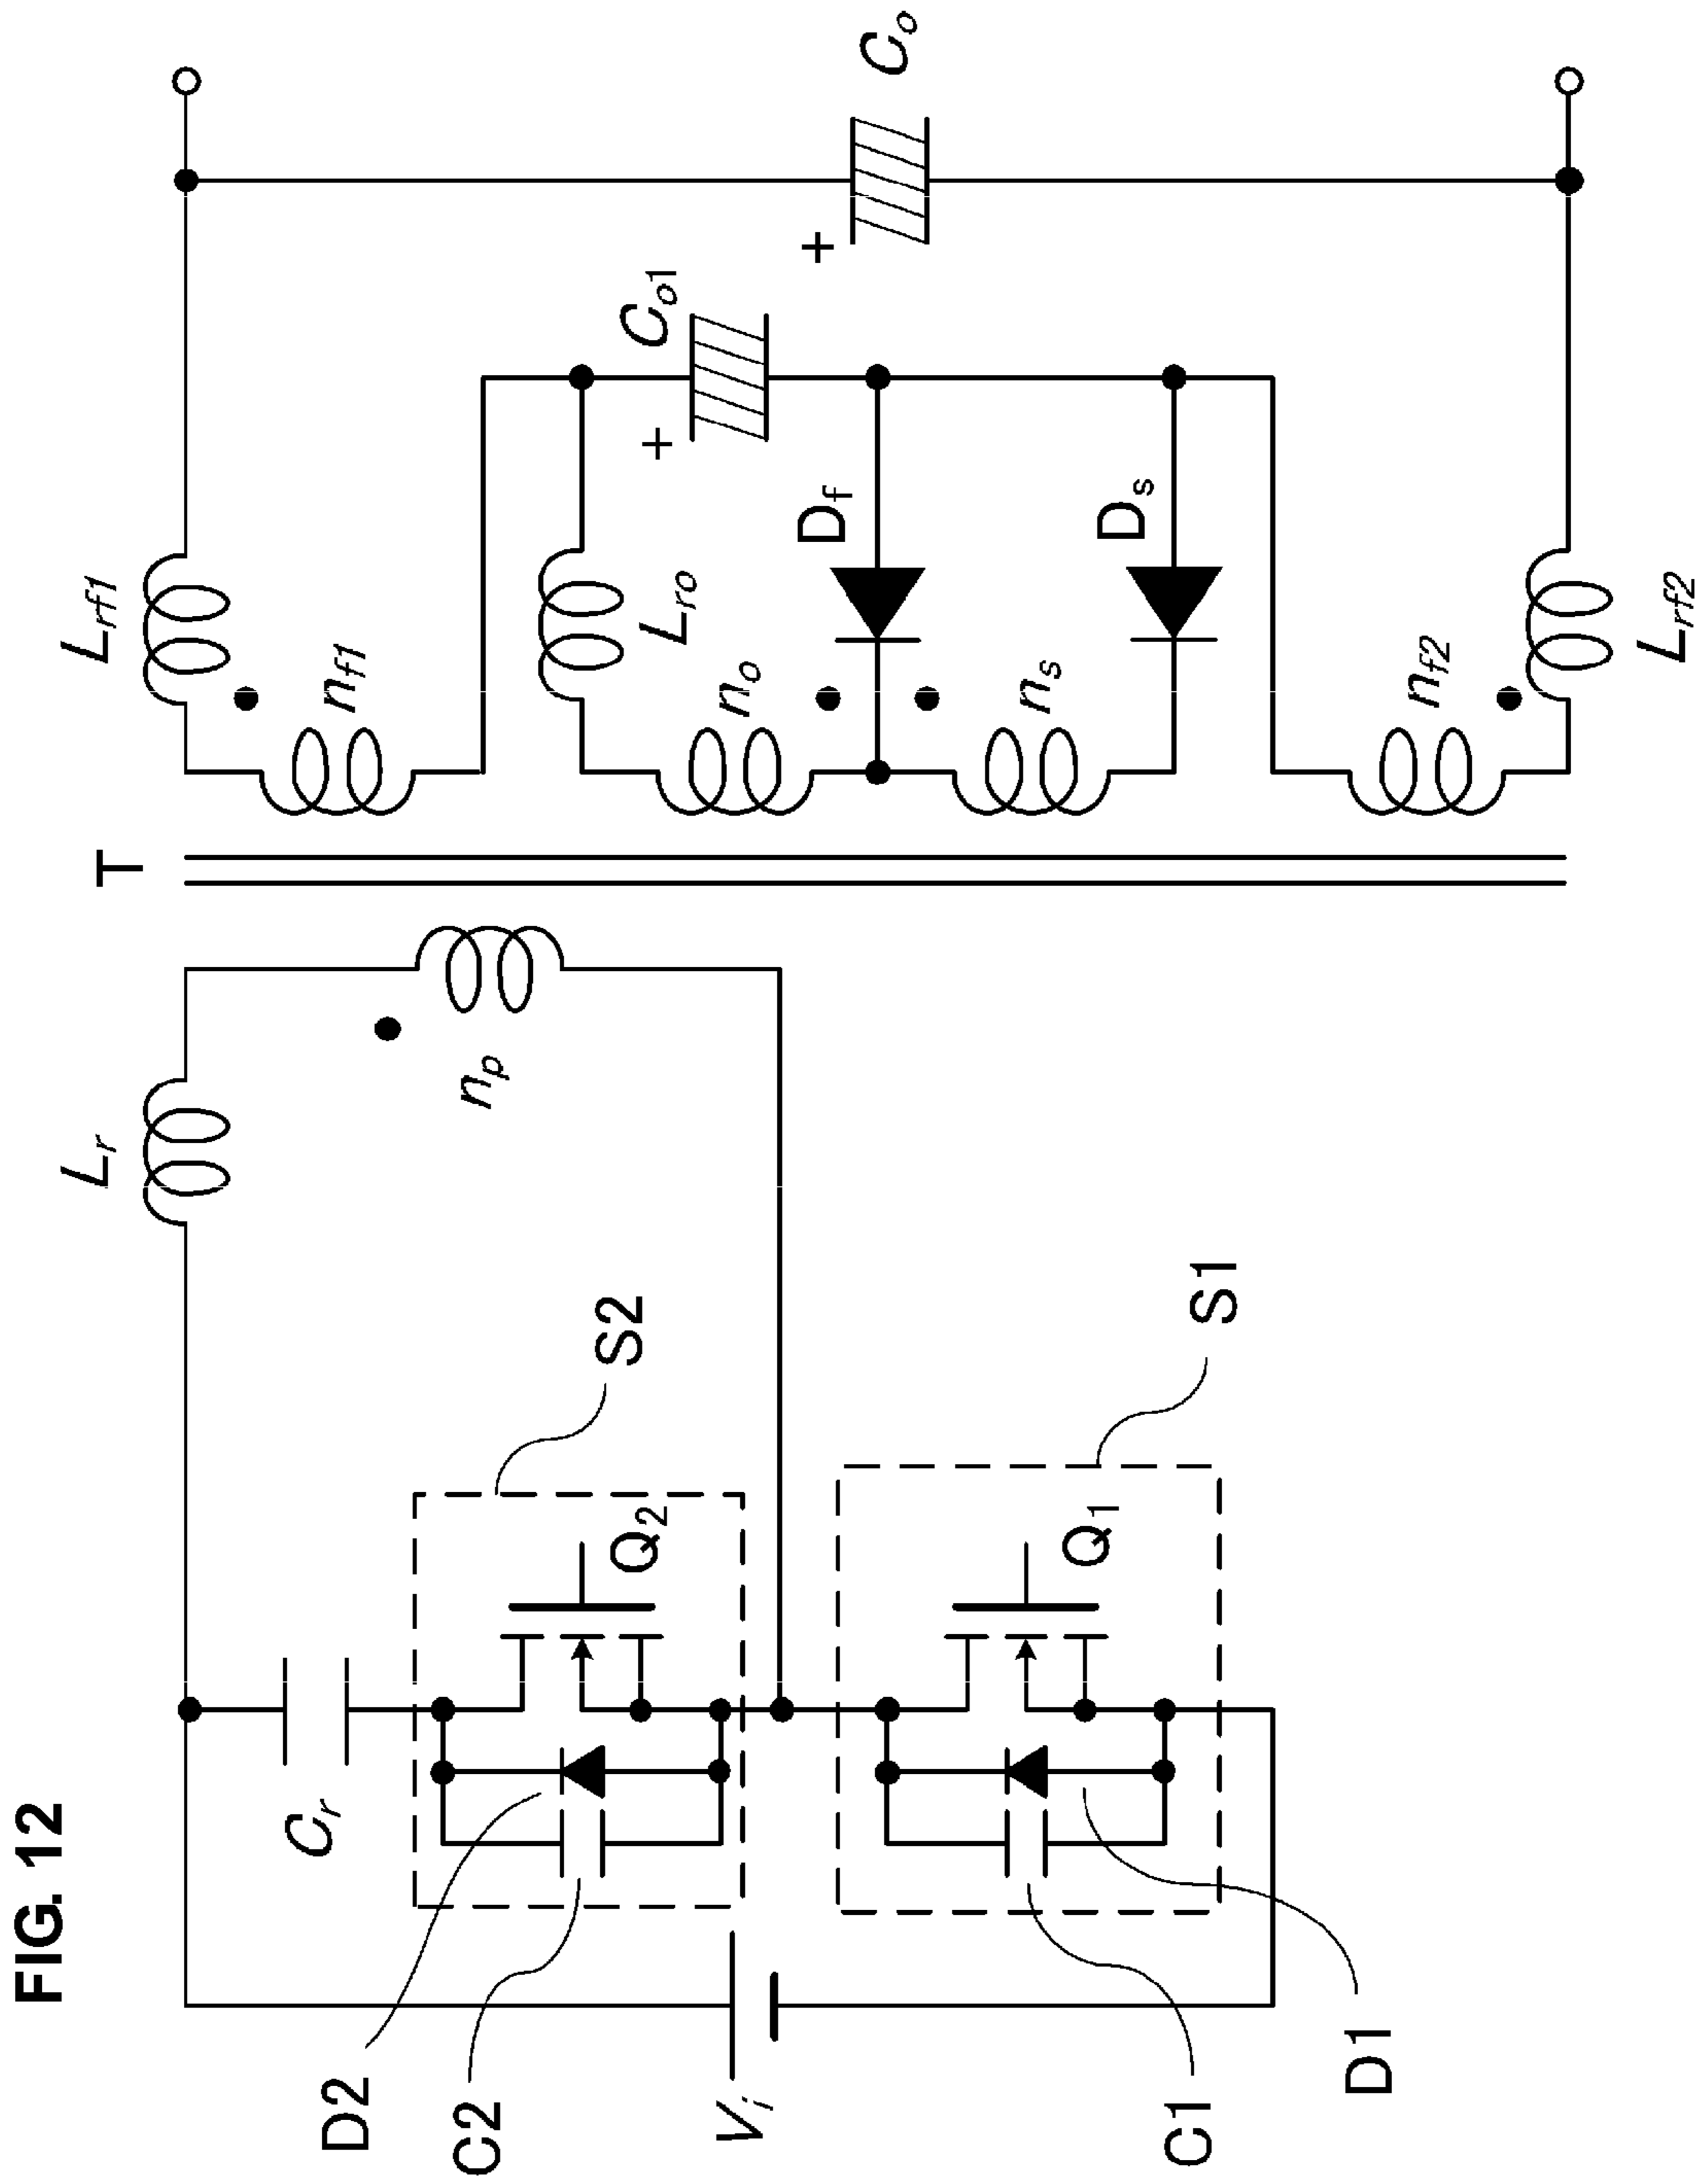 FIG. 12
T
Lr
Lrf1
nf1
np
Cr
Lro
no
Co1
+
Co
+
S2
Q2
D2
C2
Vi
Df
ns
Ds
S1
Q1
C1
D1
nf2
Lrf2